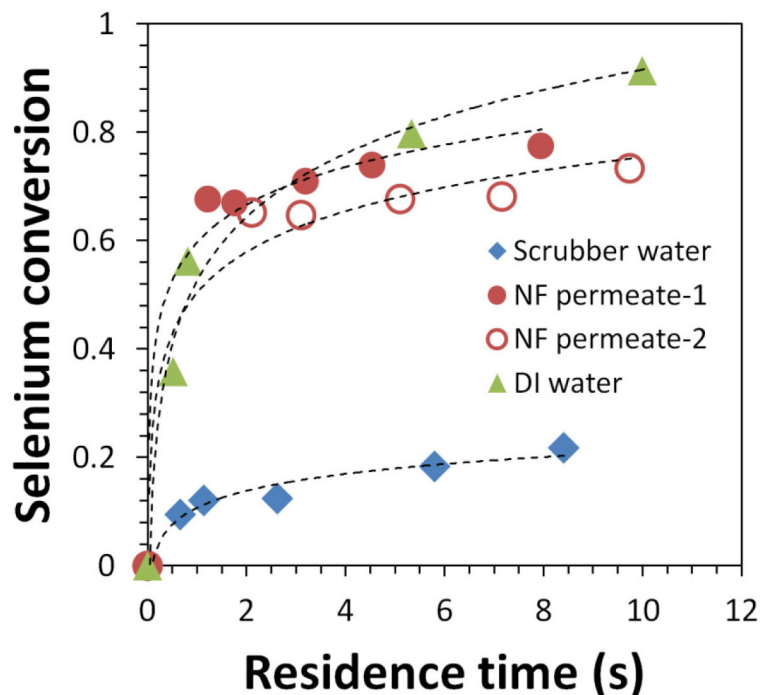 1
0.8
0.6
0.4
0.2
0
Selenium conversion
Scrubber water
NF permeate-1
NF permeate-2
DI water
0 2 4 6 8 10 12
Residence time (s)